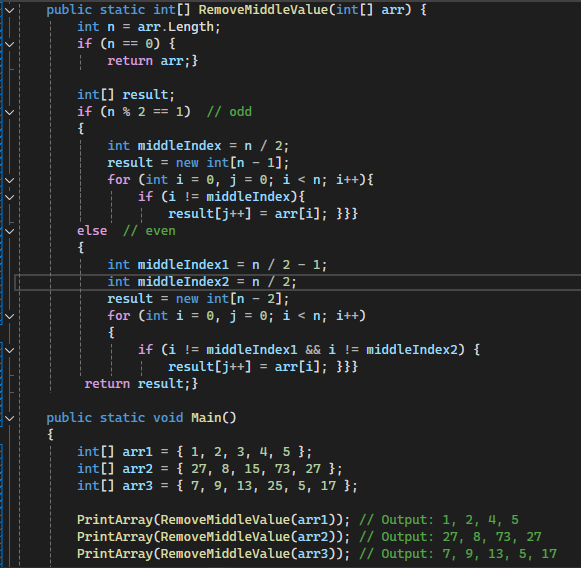 public static int[] RemoveMiddleValue(int[] arr) {
int n = arr.Length;
if (n == 0) {
return arr;}
int[] result;
if (n % 2 == 1)  // odd
{
int middleIndex = n / 2;
result = new int[n - 1];
for (int i = 0, j = 0; i < n; i++){
if (i != middleIndex){
result[j++] = arr[i]; }}}
else  // even
{
int middleIndex1 = n / 2 - 1;
int middleIndex2 = n / 2;
result = new int[n - 2];
for (int i = 0, j = 0; i < n; i++)
{
if (i != middleIndex1 && i != middleIndex2) {
result[j++] = arr[i]; }}}
return result;}
public static void Main()
{
int[] arr1 = { 1, 2, 3, 4, 5 };
int[] arr2 = { 27, 8, 15, 73, 27 };
int[] arr3 = { 7, 9, 13, 25, 5, 17 };
PrintArray(RemoveMiddleValue(arr1)); // Output: 1, 2, 4, 5
PrintArray(RemoveMiddleValue(arr2)); // Output: 27, 8, 73, 27
PrintArray(RemoveMiddleValue(arr3)); // Output: 7, 9, 13, 5, 17